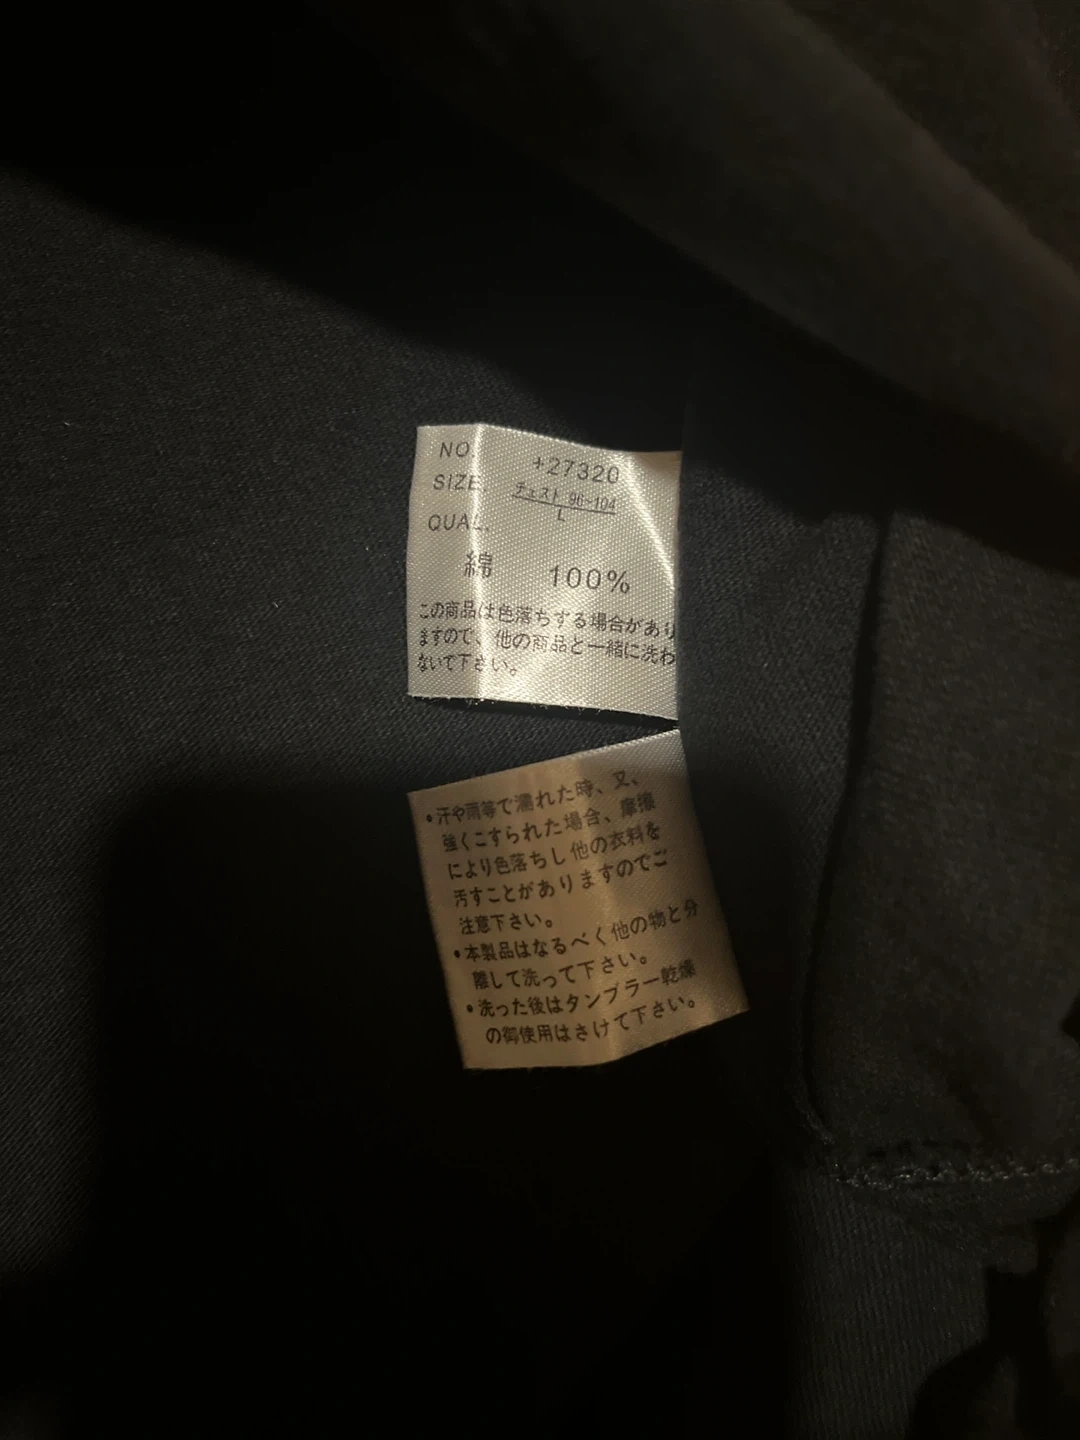 NO. +27320
SIZE. チェスト 96~104
L
QUAL.
綿 100%
この商品は色落ちする場合があり
ますので、他の商品と一緒に洗わ
ないで下さい。
•汗や雨等で濡れた時、又、
強くこすられた場合、摩擦
により色落ちし他の衣料を
汚すことがありますのでご
注意下さい。
•本製品はなるべく他の物と分
離して洗って下さい。
•洗った後はタンブラー乾燥
の御使用はさけて下さい。